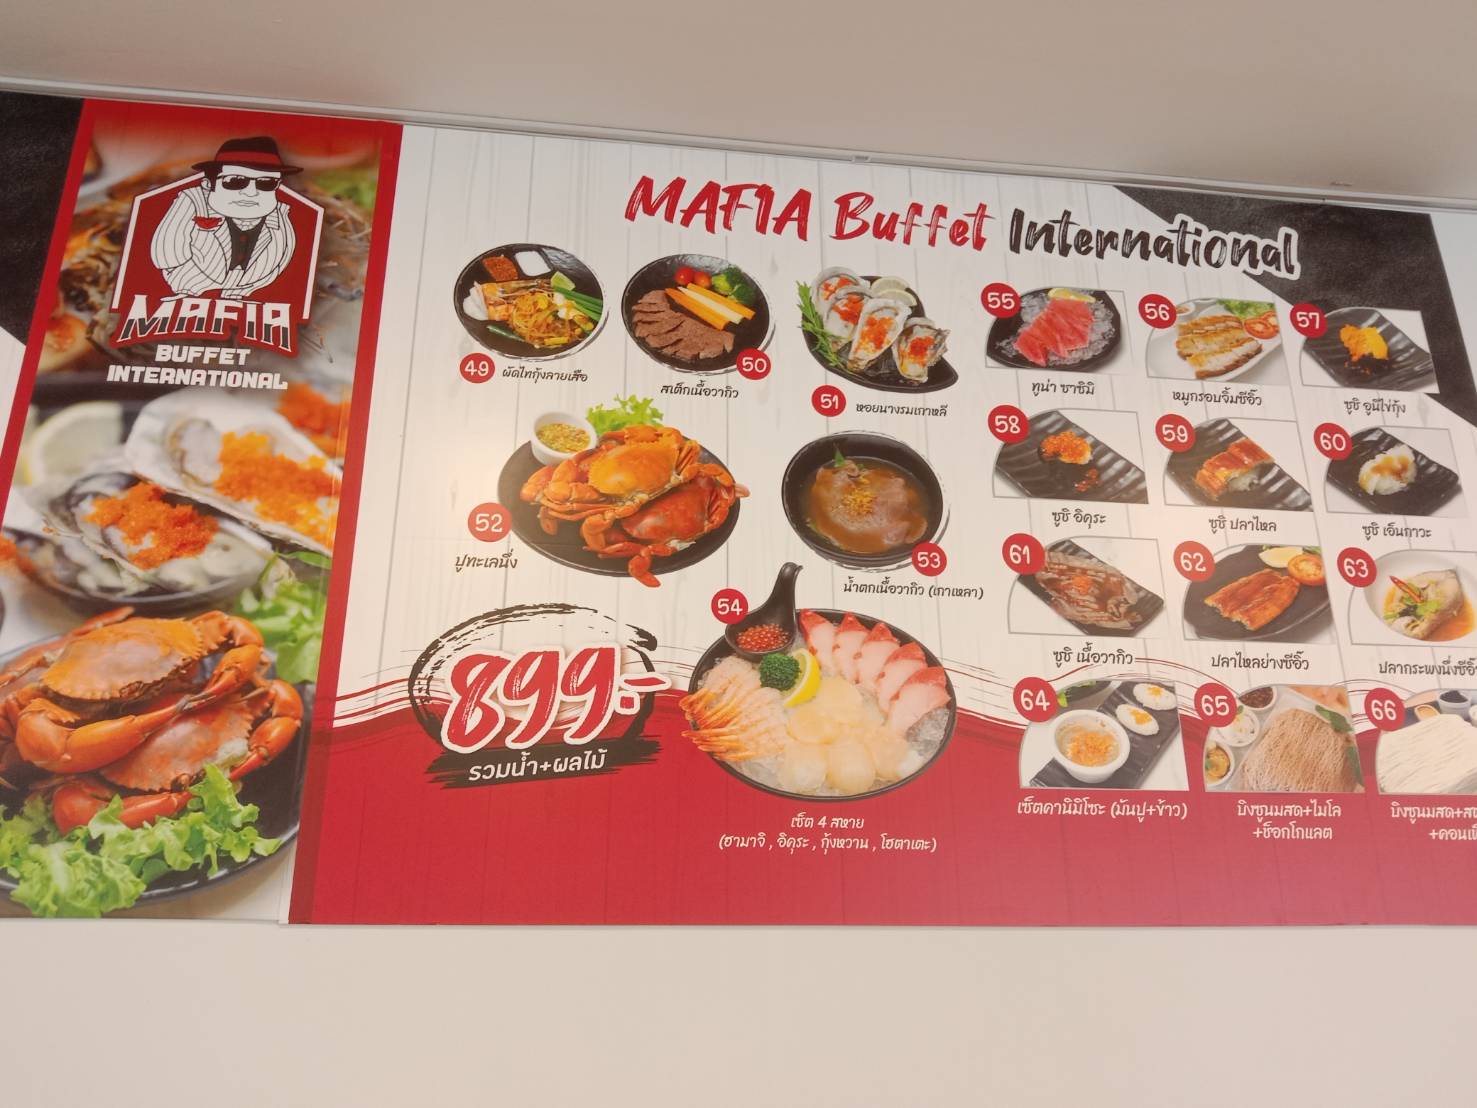 MAFIA
BUFFET
INTERNATIONAL
MAFIA Buffet International
49 ผัดไทกุ้งลายเสือ
50
สเต็กเนื้อวากิว
51 หอยนางรมเกาหลี
52
ปูทะเลนึ่ง
53
น้ำตกเนื้อวากิว (เกาเหลา)
899.-
รวมน้ำ+ผลไม้
54
เซ็ต 4 สหาย
(ฮามาจิ , อิคุระ , กุ้งหวาน , โฮตาเตะ)
55
ทูน่า ซาชิมิ
56
หมูกรอบจิ้มซีอิ๊ว
57
ซูชิ อูนิไข่กุ้ง
58
ซูชิ อิคุระ
59
ซูชิ ปลาไหล
60
ซูชิ เอ็นกาวะ
61
ซูชิ เนื้อวากิว
62
ปลาไหลย่างซีอิ๊ว
63
ปลากระพงนึ่งซีอิ๊ว
64
เซ็ตคานิมิโซะ (มันปู+ข้าว)
65
บิงซูนมสด+ไมโล
+ช็อกโกแลต
66
บิงซูนมสด+